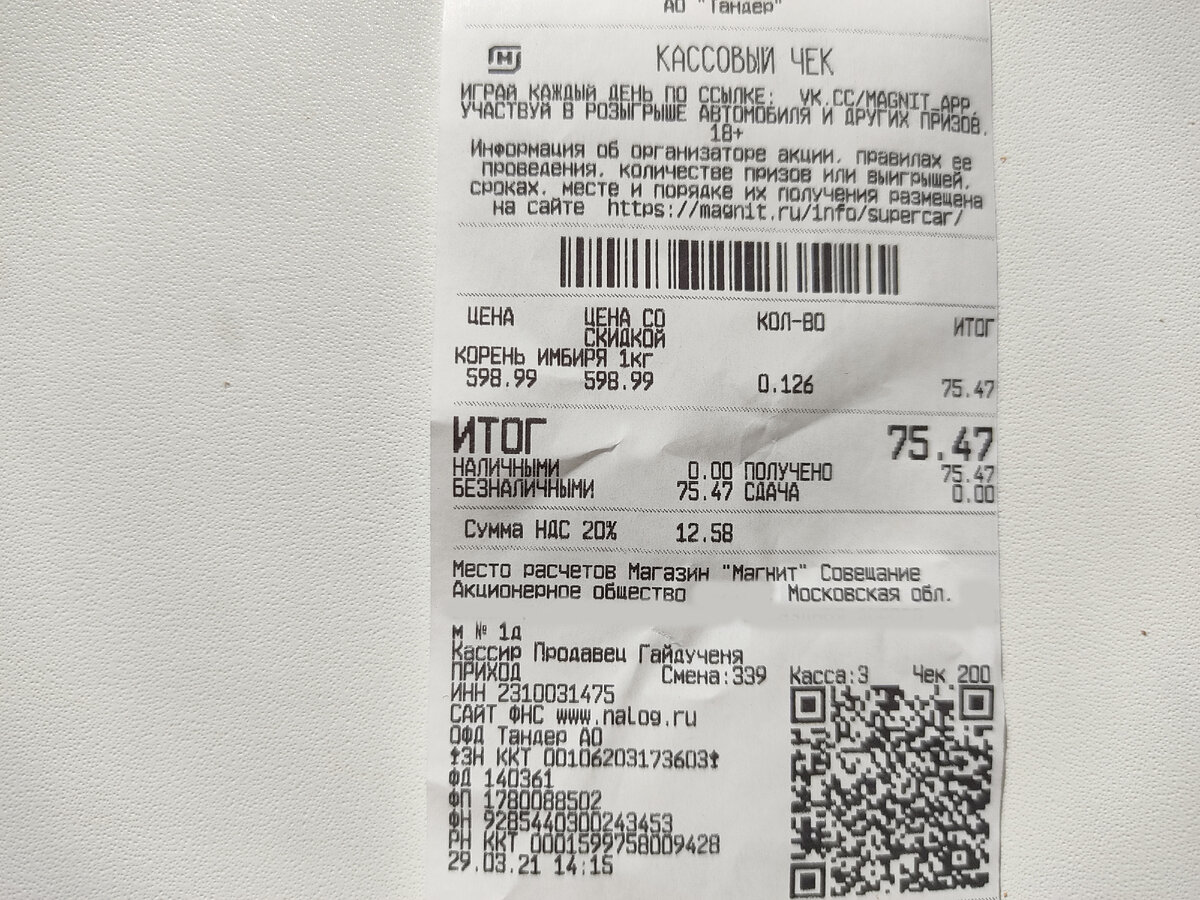 АО "Тандер"
КАССОВЫЙ ЧЕК
ИГРАЙ КАЖДЫЙ ДЕНЬ ПО ССЫЛКЕ: VK.CC/MAGNIT_APP,
УЧАСТВУЙ В РОЗЫГРЫШЕ АВТОМОБИЛЯ И ДРУГИХ ПРИЗОВ.
18+
Информация об организаторе акции, правилах ее
проведения, количестве призов или выигрышей,
сроках, месте и порядке их получения размещена
на сайте https://magnit.ru/info/supercar/
ЦЕНА ЦЕНА СО СКИДКОЙ КОЛ-ВО ИТОГ
КОРЕНЬ ИМБИРЯ 1кг
598.99 598.99 0.126 75.47
ИТОГ 75.47
НАЛИЧНЫМИ 0.00 ПОЛУЧЕНО 75.47
БЕЗНАЛИЧНЫМИ 75.47 СДАЧА 0.00
Сумма НДС 20% 12.58
Место расчетов Магазин "Магнит" Совещание
Акционерное общество Московская обл.
м № 1д
Кассир Продавец Гайдученя
ПРИХОД Смена:339 Касса:3 Чек 200
ИНН 2310031475
САЙТ ФНС www.nalog.ru
ОФД Тандер АО
ЗН ККТ 00106203173603
ФД 140361
ФП 1780088502
ФН 9285440300243453
РН ККТ 0001599758009428
29.03.21 14:15